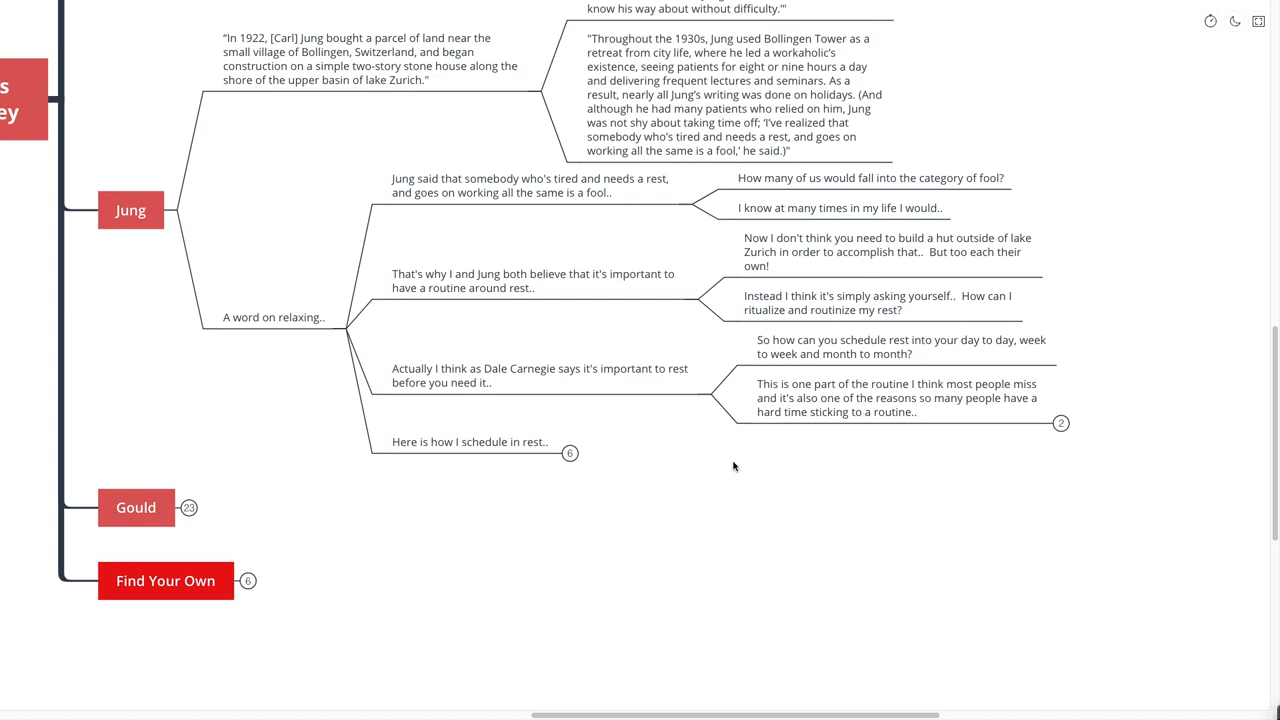 s
ey
know his way about without difficulty.'"
"In 1922, [Carl] Jung bought a parcel of land near the
small village of Bollingen, Switzerland, and began
construction on a simple two-story stone house along the
shore of the upper basin of lake Zurich."
"Throughout the 1930s, Jung used Bollingen Tower as a
retreat from city life, where he led a workaholic's
existence, seeing patients for eight or nine hours a day
and delivering frequent lectures and seminars. As a
result, nearly all Jung's writing was done on holidays. (And
although he had many patients who relied on him, Jung
was not shy about taking time off; 'I've realized that
somebody who's tired and needs a rest, and goes on
working all the same is a fool,' he said.)"
Jung
Jung said that somebody who's tired and needs a rest,
and goes on working all the same is a fool..
How many of us would fall into the category of fool?
I know at many times in my life I would..
A word on relaxing..
That's why I and Jung both believe that it's important to
have a routine around rest..
Now I don't think you need to build a hut outside of lake
Zurich in order to accomplish that..  But too each their
own!
Instead I think it's simply asking yourself..  How can I
ritualize and routinize my rest?
Actually I think as Dale Carnegie says it's important to rest
before you need it..
So how can you schedule rest into your day to day, week
to week and month to month?
This is one part of the routine I think most people miss
and it's also one of the reasons so many people have a
hard time sticking to a routine..
2
Here is how I schedule in rest..
6
Gould
23
Find Your Own
6